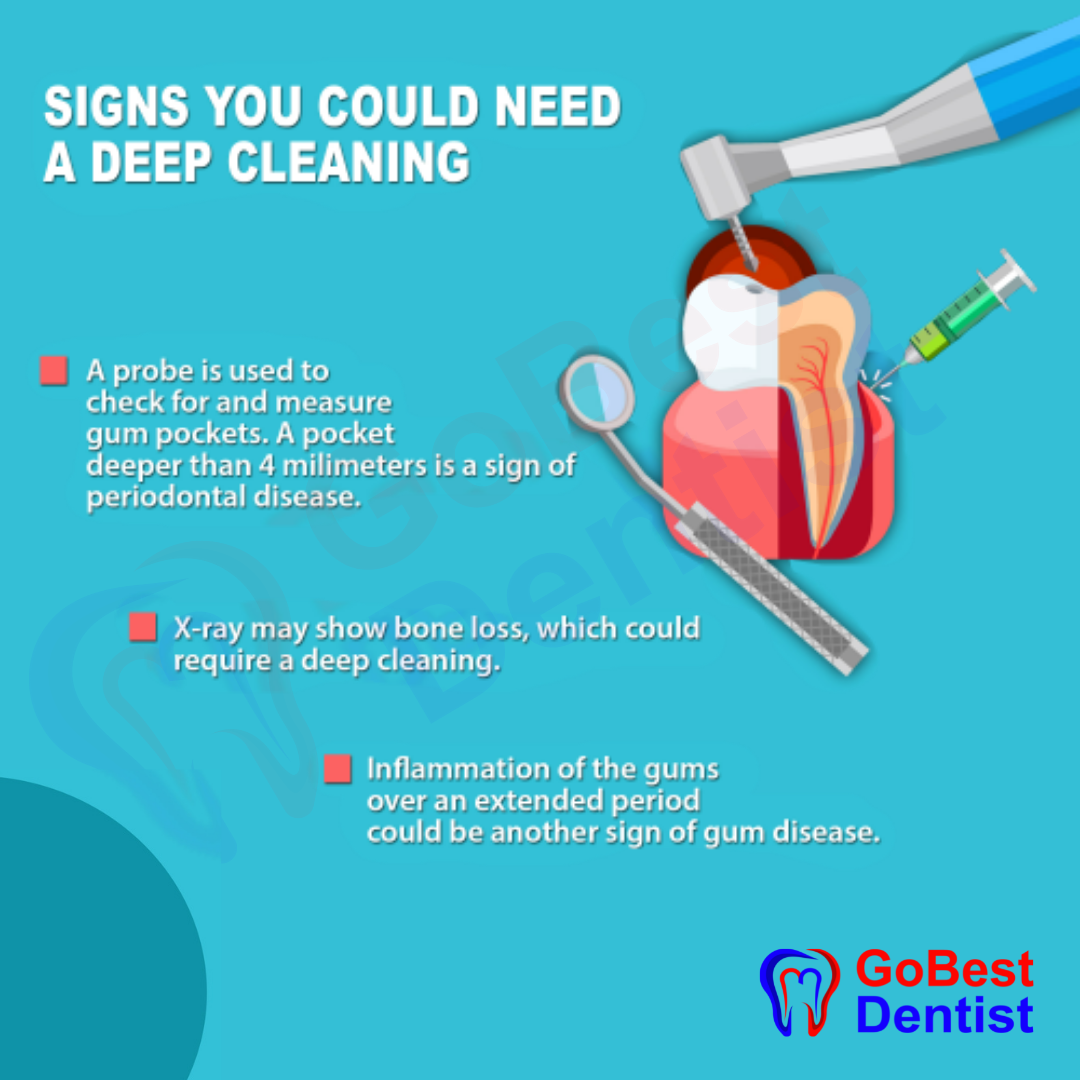 SIGNS YOU COULD NEED
A DEEP CLEANING
A probe is used to
check for and measure
gum pockets. A pocket
deeper than 4 milimeters is a sign of
periodontal disease.
X-ray may show bone loss, which could
require a deep cleaning.
Inflammation of the gums
over an extended period
could be another sign of gum disease.
GoBest
Dentist
GoBest
Dentist